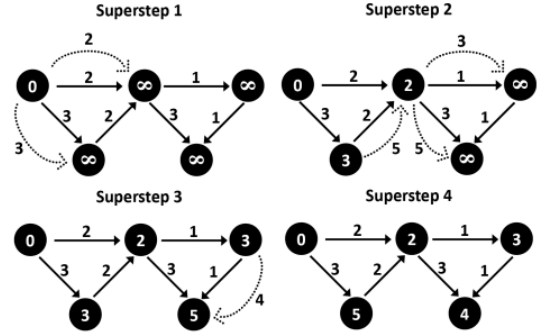 Superstep 1
2
0 2 ∞ 1 ∞
3 2 3 1
3
∞ ∞
Superstep 2
3
0 2 2 1 ∞
3 2 3 1
5 5
3 ∞
Superstep 3
0 2 2 1 3
3 2 3 1
4
3 5
Superstep 4
0 2 2 1 3
3 2 3 1
5 4